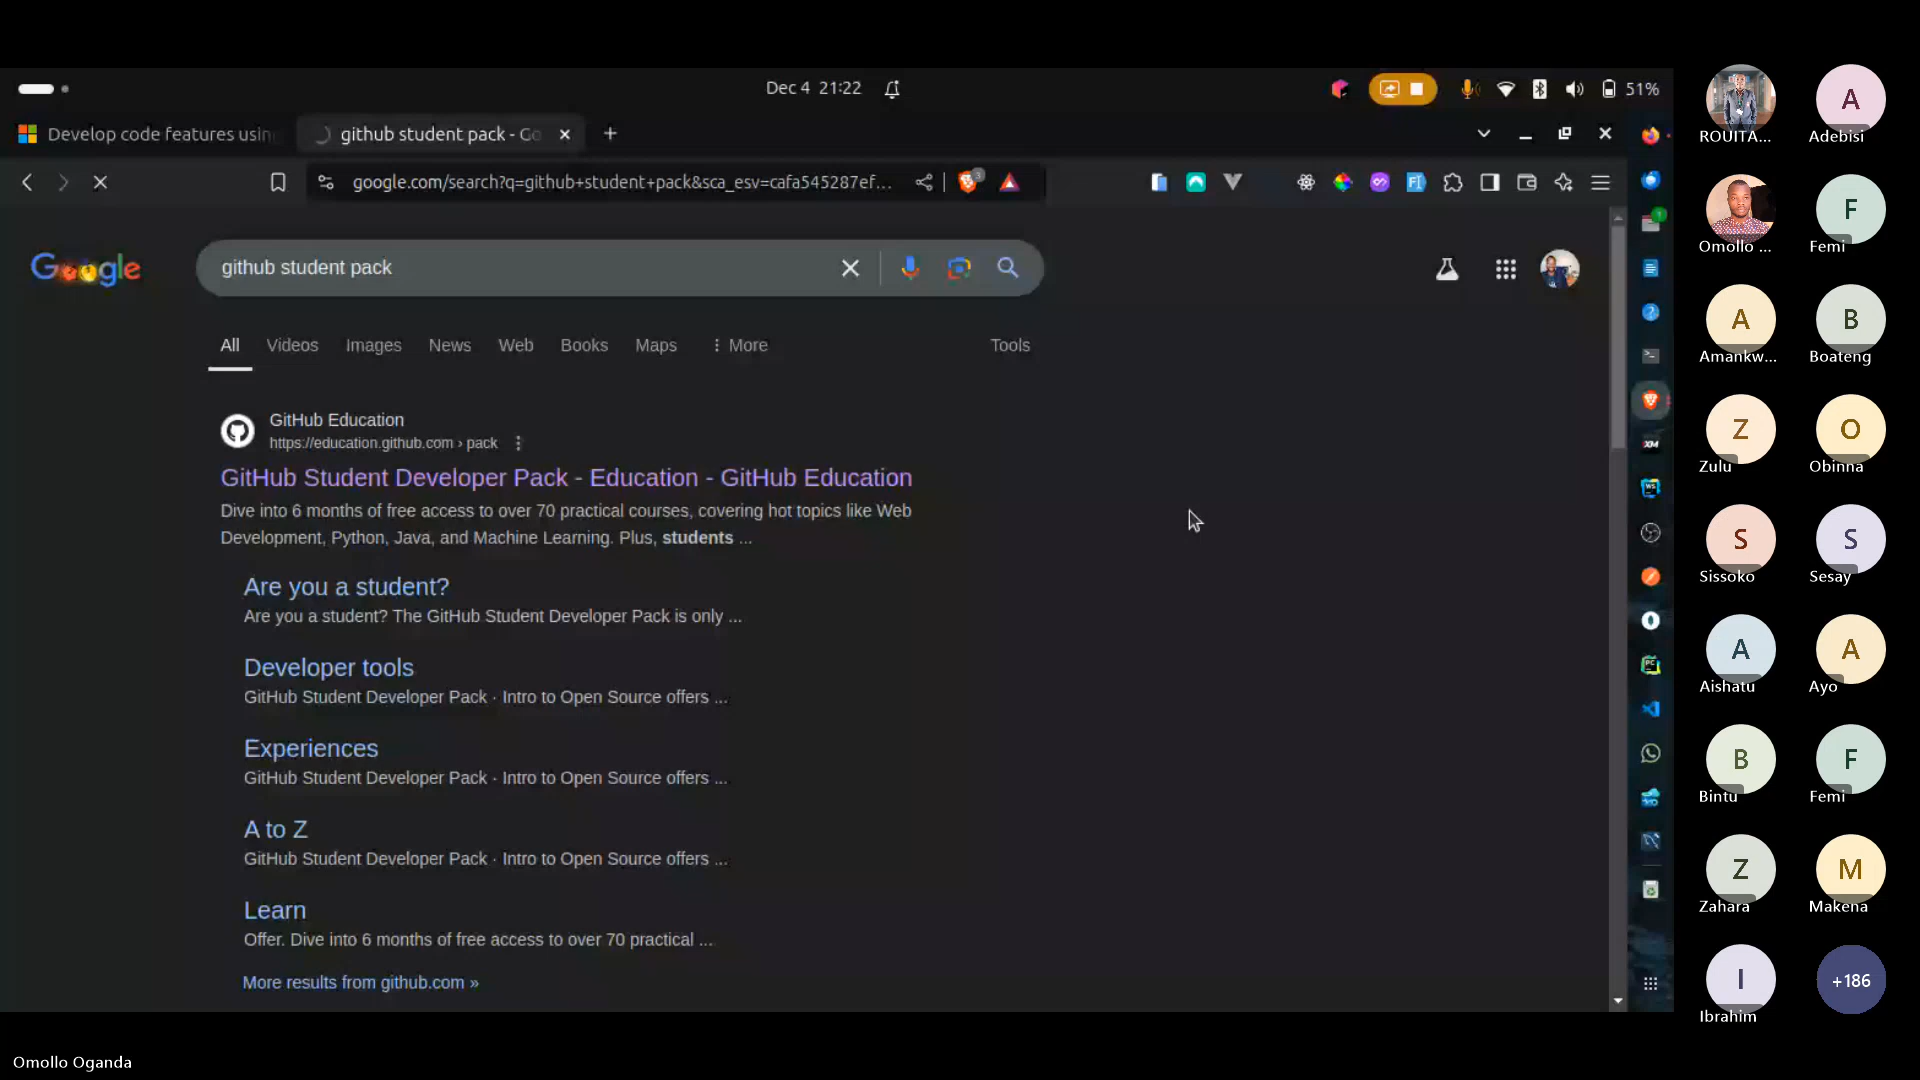 Dec 4 21:22
51%
Develop code features usin
github student pack - Go
google.com/search?q=github+student+pack&sca_esv=cafa545287ef...
3
Google
github student pack
All
Videos
Images
News
Web
Books
Maps
More
Tools
GitHub Education
https://education.github.com › pack
GitHub Student Developer Pack - Education - GitHub Education
Dive into 6 months of free access to over 70 practical courses, covering hot topics like Web
Development, Python, Java, and Machine Learning. Plus, students ...
Are you a student?
Are you a student? The GitHub Student Developer Pack is only ...
Developer tools
GitHub Student Developer Pack · Intro to Open Source offers ...
Experiences
GitHub Student Developer Pack · Intro to Open Source offers ...
A to Z
GitHub Student Developer Pack · Intro to Open Source offers ...
Learn
Offer. Dive into 6 months of free access to over 70 practical ...
More results from github.com »
ROUITA...
A
Adebisi
Omollo ...
F
Femi
A
Amankw...
B
Boateng
Z
Zulu
O
Obinna
S
Sissoko
S
Sesay
A
Aishatu
A
Ayo
B
Bintu
F
Femi
Z
Zahara
M
Makena
I
Ibrahim
+186
Omollo Oganda